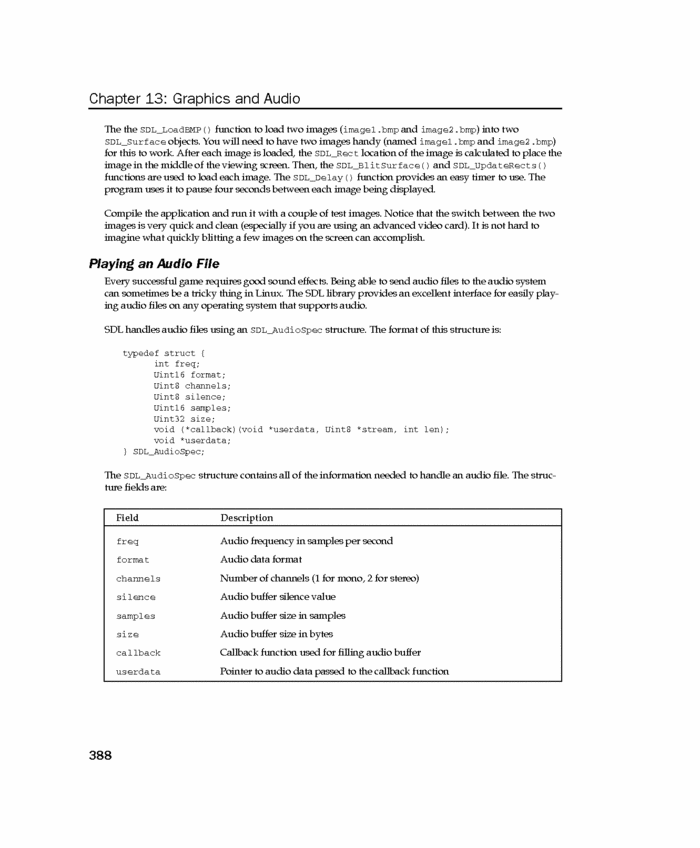 Chapter 13: Graphics and Audio
The the SDL_LoadBMP() function to load two images (image1.bmp and image2.bmp) into two
SDL_Surface objects. You will need to have two images handy (named image1.bmp and image2.bmp)
for this to work. After each image is loaded, the SDL_Rect location of the image is calculated to place the
image in the middle of the viewing screen. Then, the SDL_BlitSurface() and SDL_UpdateRects()
functions are used to load each image. The SDL_Delay() function provides an easy timer to use. The
program uses it to pause four seconds between each image being displayed.
Compile the application and run it with a couple of test images. Notice that the switch between the two
images is very quick and clean (especially if you are using an advanced video card). It is not hard to
imagine what quickly blitting a few images on the screen can accomplish.
Playing an Audio File
Every successful game requires good sound effects. Being able to send audio files to the audio system
can sometimes be a tricky thing in Linux. The SDL library provides an excellent interface for easily play-
ing audio files on any operating system that supports audio.
SDL handles audio files using an SDL_AudioSpec structure. The format of this structure is:
typedef struct {
int freq;
Uint16 format;
Uint8 channels;
Uint8 silence;
Uint16 samples;
Uint32 size;
void (*callback)(void *userdata, Uint8 *stream, int len);
void *userdata;
} SDL_AudioSpec;
The SDL_AudioSpec structure contains all of the information needed to handle an audio file. The struc-
ture fields are:
Field Description
freq Audio frequency in samples per second
format Audio data format
channels Number of channels (1 for mono, 2 for stereo)
silence Audio buffer silence value
samples Audio buffer size in samples
size Audio buffer size in bytes
callback Callback function used for filling audio buffer
userdata Pointer to audio data passed to the callback function
388